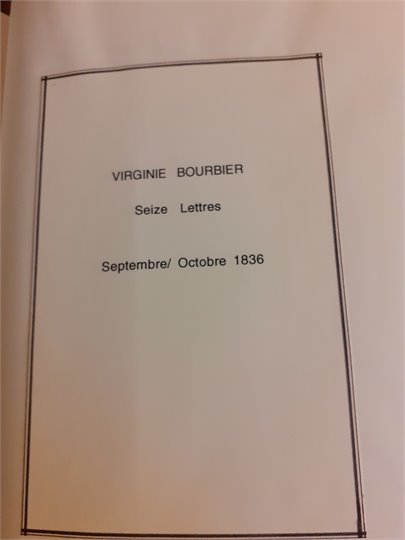 VIRGINIE BOURBIER
Seize Lettres
Septembre/ Octobre 1836